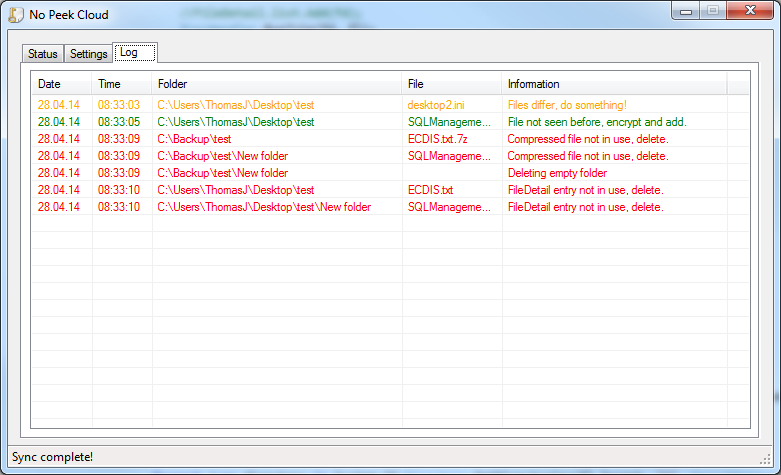 No Peek Cloud
Status Settings Log
Date Time Folder File Information
28.04.14 08:33:03 C:\Users\ThomasJ\Desktop\test desktop2.ini Files differ, do something!
28.04.14 08:33:05 C:\Users\ThomasJ\Desktop\test SQLManageme... File not seen before, encrypt and add.
28.04.14 08:33:09 C:\Backup\test ECDIS.txt.7z Compressed file not in use, delete.
28.04.14 08:33:09 C:\Backup\test\New folder SQLManageme... Compressed file not in use, delete.
28.04.14 08:33:09 C:\Backup\test\New folder Deleting empty folder
28.04.14 08:33:10 C:\Users\ThomasJ\Desktop\test ECDIS.txt FileDetail entry not in use, delete.
28.04.14 08:33:10 C:\Users\ThomasJ\Desktop\test\New folder SQLManageme... FileDetail entry not in use, delete.
Sync complete!